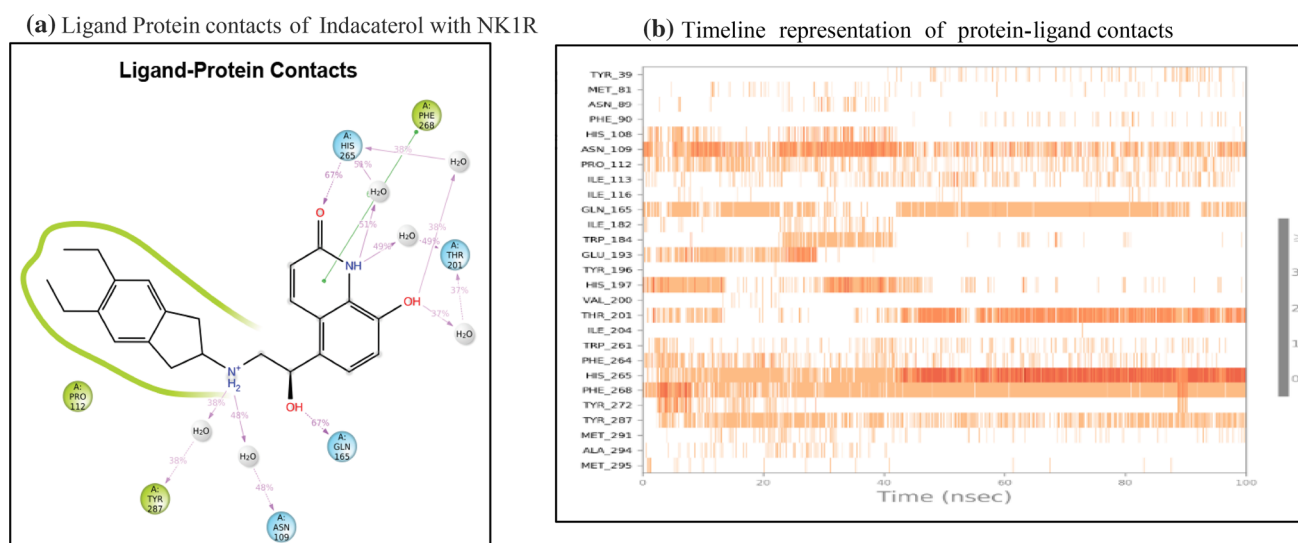 (a) Ligand Protein contacts of Indacaterol with NK1R
(b) Timeline representation of protein-ligand contacts
Ligand-Protein Contacts
A:
PHE
268
A:
HIS
265
38%
H₂O
51%
67%
H₂O
O
51%
38%
H₂O
49%
49%
A:
THR
201
NH
37%
OH
37%
H₂O
N⁺
H₂
A:
PRO
112
38%
48%
OH
67%
H₂O
A:
GLN
165
H₂O
38%
48%
A:
TYR
287
A:
ASN
109
TYR_39
MET_81
ASN_89
PHE_90
HIS_108
ASN_109
PRO_112
ILE_113
ILE_116
GLN_165
ILE_182
TRP_184
GLU_193
TYR_196
HIS_197
VAL_200
THR_201
ILE_204
TRP_261
PHE_264
HIS_265
PHE_268
TYR_272
TYR_287
MET_291
ALA_294
MET_295
0 20 40 60 80 100
Time (nsec)
2
1
0